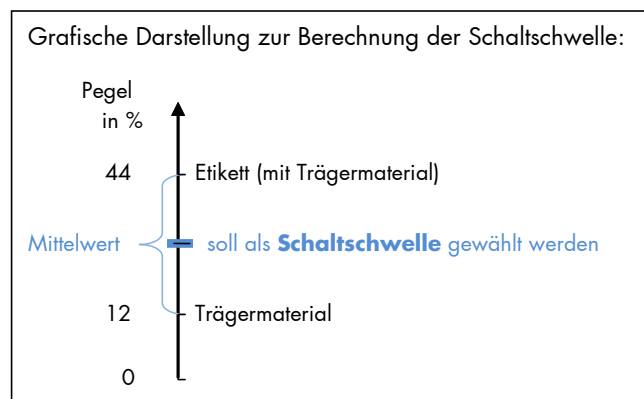 Grafische Darstellung zur Berechnung der Schaltschwelle:
Pegel
in %
44 Etikett (mit Trägermaterial)
Mittelwert soll als Schaltschwelle gewählt werden
12 Trägermaterial
0